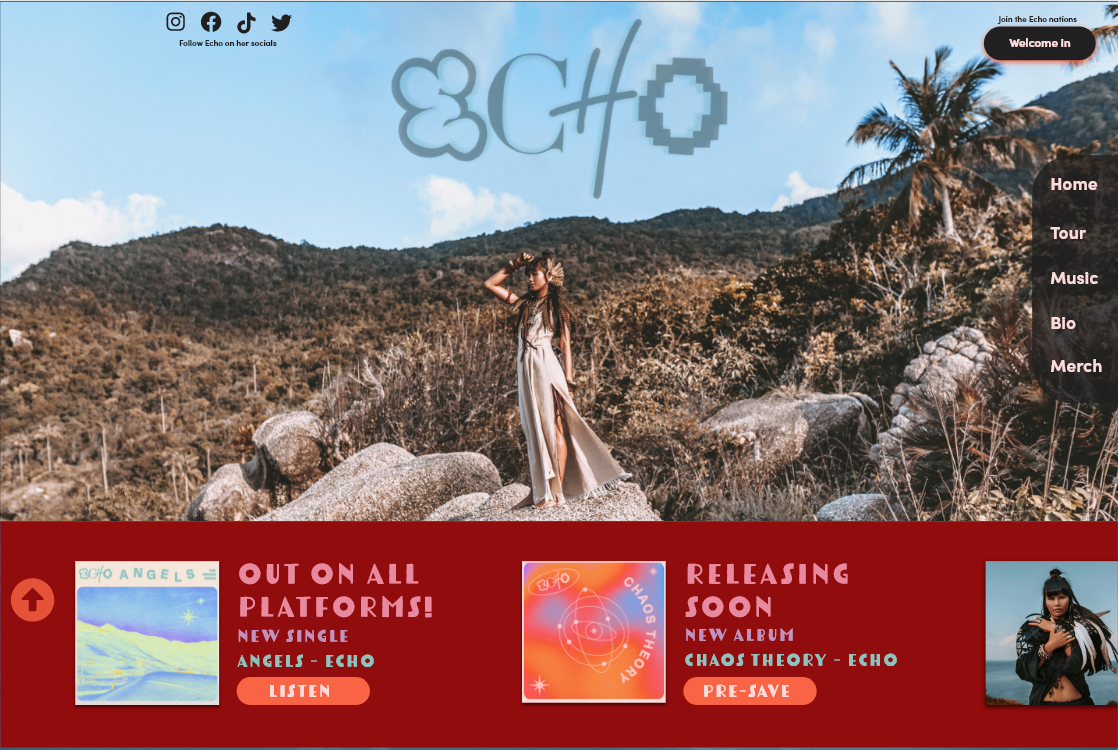 Join the Echo nations
Welcome In
Follow Echo on her socials
ECHO
Home
Tour
Music
Bio
Merch
ECHO ANGELS
OUT ON ALL
PLATFORMS!
NEW SINGLE
ANGELS - ECHO
LISTEN
ECHO
CHAOS THEORY
RELEASING
SOON
NEW ALBUM
CHAOS THEORY - ECHO
PRE-SAVE